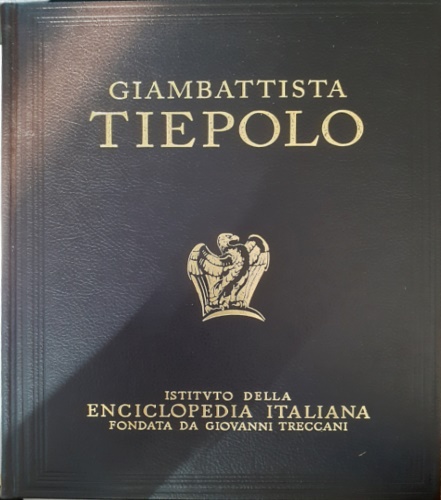 GIAMBATTISTA
TIEPOLO
ISTITVTO DELLA
ENCICLOPEDIA ITALIANA
FONDATA DA GIOVANNI TRECCANI